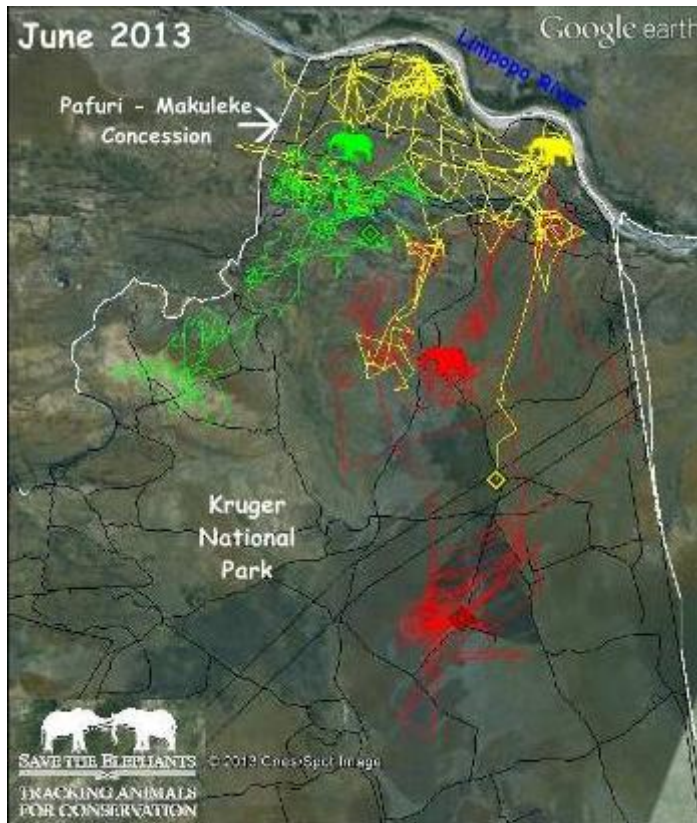 June 2013
Google earth
Limpopo River
Pafuri - Makuleke
Concession
Kruger
National
Park
SAVE THE ELEPHANTS
© 2013 Cnes/Spot Image
TRACKING ANIMALS
FOR CONSERVATION